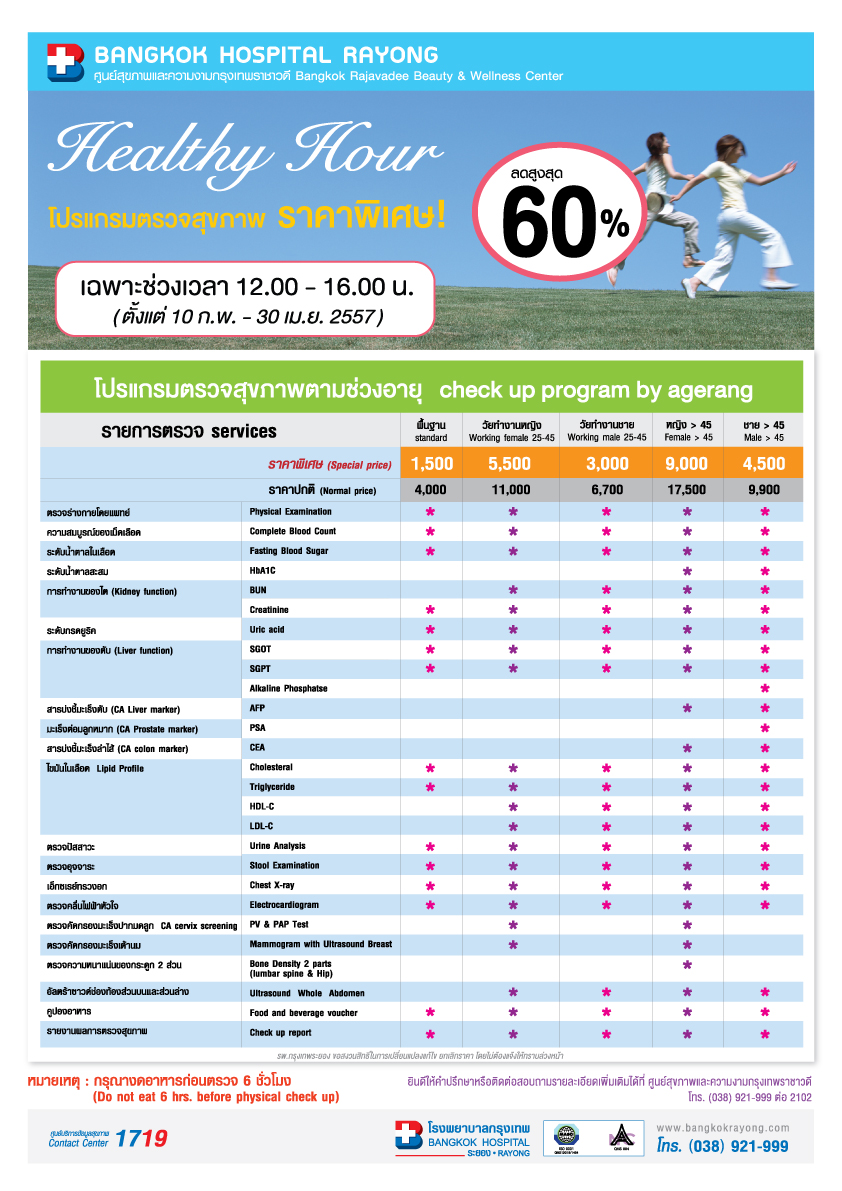 BANGKOK HOSPITAL RAYONG
ศูนย์สุขภาพและความงามกรุงเทพราชาวดี Bangkok Rajavadee Beauty & Wellness Center
Healthy Hour
โปรแกรมตรวจสุขภาพ ราคาพิเศษ!
ลดสูงสุด
60%
เฉพาะช่วงเวลา 12.00 - 16.00 น.
(ตั้งแต่ 10 ก.พ. - 30 เม.ย. 2557)
โปรแกรมตรวจสุขภาพตามช่วงอายุ check up program by agerang
รายการตรวจ services
พื้นฐาน วัยทำงานหญิง วัยทำงานชาย หญิง > 45 ชาย > 45
standard Working female 25-45 Working male 25-45 Female > 45 Male > 45
ราคาพิเศษ (Special price) 1,500 5,500 3,000 9,000 4,500
ราคาปกติ (Normal price) 4,000 11,000 6,700 17,500 9,900
ตรวจร่างกายโดยแพทย์ Physical Examination * * * * *
ความสมบูรณ์ของเม็ดเลือด Complete Blood Count * * * * *
ระดับน้ำตาลในเลือด Fasting Blood Sugar * * * * *
ระดับน้ำตาลสะสม HbA1C * *
การทำงานของไต (Kidney function) BUN * * * *
Creatinine * * * * *
ระดับกรดยูริค Uric acid * * * * *
การทำงานของตับ (Liver function) SGOT * * * * *
SGPT * * * * *
Alkaline Phosphatse *
สารบ่งชี้มะเร็งตับ (CA Liver marker) AFP * *
มะเร็งต่อมลูกหมาก (CA Prostate marker) PSA *
สารบ่งชี้มะเร็งลำไส้ (CA colon marker) CEA * *
ไขมันในเลือด Lipid Profile Cholesteral * * * * *
Triglyceride * * * * *
HDL-C * * * *
LDL-C * * * *
ตรวจปัสสาวะ Urine Analysis * * * * *
ตรวจอุจจาระ Stool Examination * * * * *
เอ็กซเรย์ทรวงอก Chest X-ray * * * * *
ตรวจคลื่นไฟฟ้าหัวใจ Electrocardiogram * * * * *
ตรวจคัดกรองมะเร็งปากมดลูก CA cervix screening PV & PAP Test * *
ตรวจคัดกรองมะเร็งเต้านม Mammogram with Ultrasound Breast * *
ตรวจความหนาแน่นของกระดูก 2 ส่วน Bone Density 2 parts *
(lumbar spine & Hip)
อัลตร้าซาวด์ช่องท้องส่วนบนและส่วนล่าง Ultrasound Whole Abdomen * * * *
คูปองอาหาร Food and beverage voucher * * * * *
รายงานผลการตรวจสุขภาพ Check up report * * * * *
รพ.กรุงเทพระยอง ขอสงวนสิทธิ์ในการเปลี่ยนแปลงแก้ไข ยกเลิกราคา โดยไม่ต้องแจ้งให้ทราบล่วงหน้า
หมายเหตุ : กรุณางดอาหารก่อนตรวจ 6 ชั่วโมง
(Do not eat 6 hrs. before physical check up)
ยินดีให้คำปรึกษาหรือติดต่อสอบถามรายละเอียดเพิ่มเติมได้ที่ ศูนย์สุขภาพและความงามกรุงเทพราชาวดี
โทร. (038) 921-999 ต่อ 2102
ศูนย์บริการข้อมูลสุขภาพ
Contact Center 1719
โรงพยาบาลกรุงเทพ
BANGKOK HOSPITAL
ระยอง • RAYONG
www.bangkokrayong.com
โทร. (038) 921-999